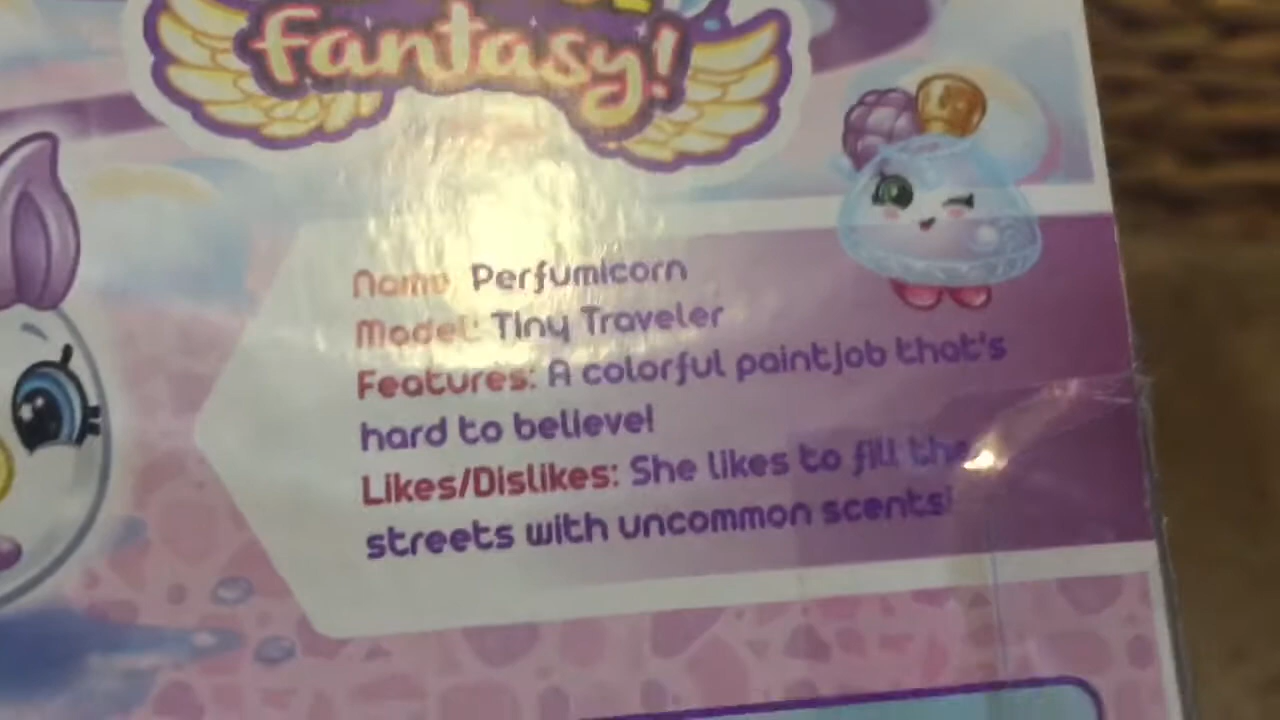 fantasy!
Name Perfumicorn
Model: Tiny Traveler
Features: A colorful paintjob that's
hard to believe!
Likes/Dislikes: She likes to fill the
streets with uncommon scents!